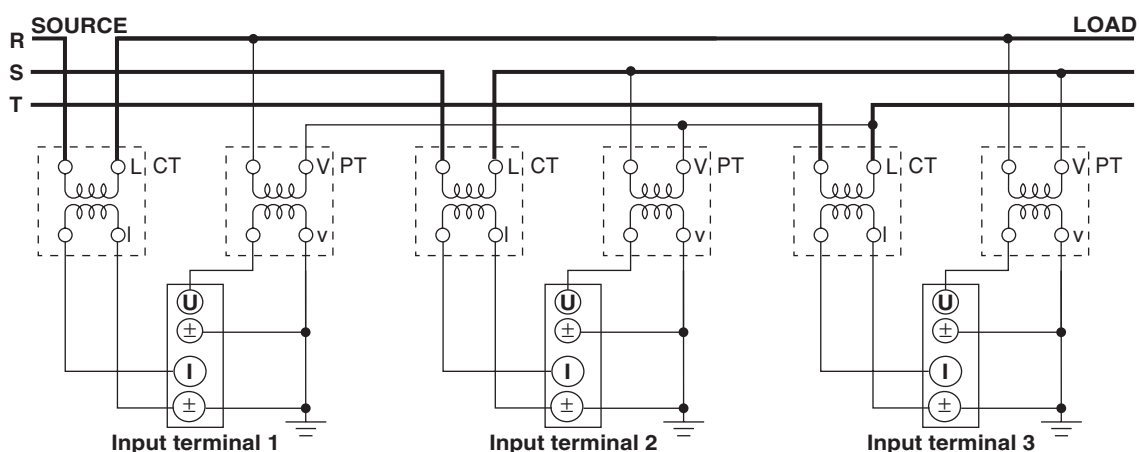 SOURCE
LOAD
R
S
T
L CT
V PT
L CT
V PT
L CT
V PT
l
v
l
v
l
v
U
±
I
±
U
±
I
±
U
±
I
±
Input terminal 1
Input terminal 2
Input terminal 3